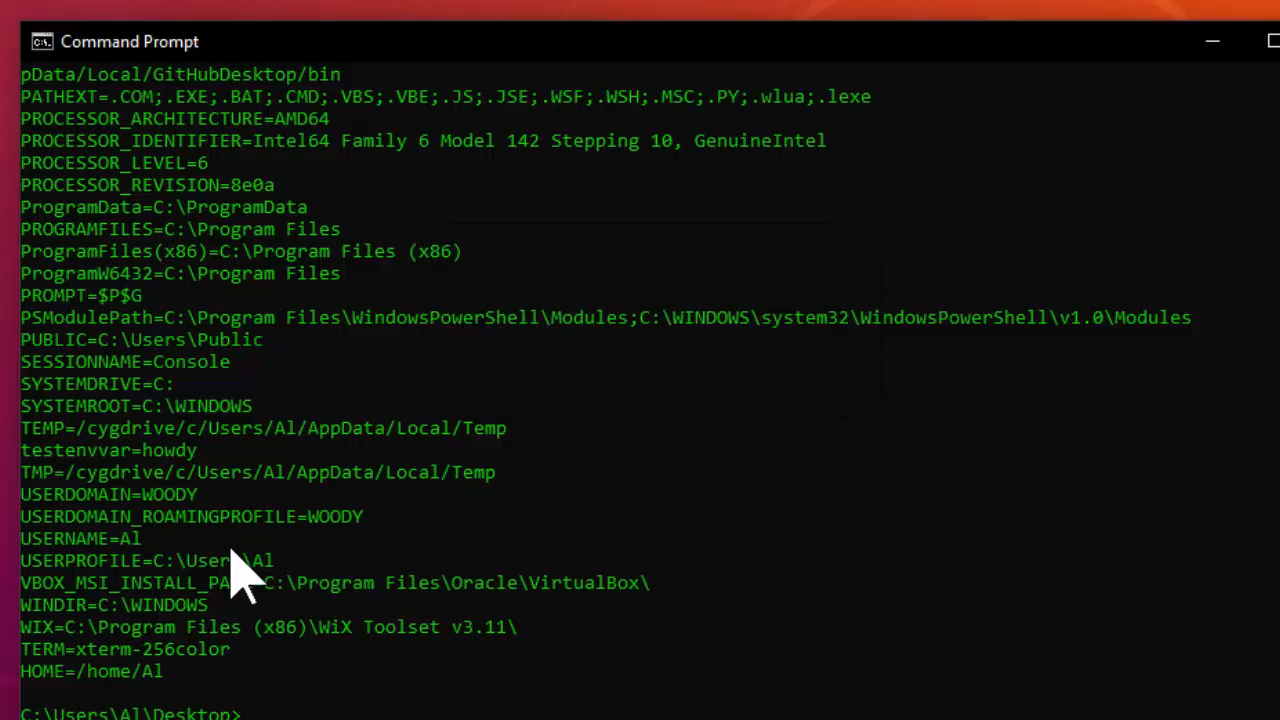 Command Prompt
pData/Local/GitHubDesktop/bin
PATHEXT=.COM;.EXE;.BAT;.CMD;.VBS;.VBE;.JS;.JSE;.WSF;.WSH;.MSC;.PY;.wlua;.lexe
PROCESSOR_ARCHITECTURE=AMD64
PROCESSOR_IDENTIFIER=Intel64 Family 6 Model 142 Stepping 10, GenuineIntel
PROCESSOR_LEVEL=6
PROCESSOR_REVISION=8e0a
ProgramData=C:\ProgramData
PROGRAMFILES=C:\Program Files
ProgramFiles(x86)=C:\Program Files (x86)
ProgramW6432=C:\Program Files
PROMPT=$P$G
PSModulePath=C:\Program Files\WindowsPowerShell\Modules;C:\WINDOWS\system32\WindowsPowerShell\v1.0\Modules
PUBLIC=C:\Users\Public
SESSIONNAME=Console
SYSTEMDRIVE=C:
SYSTEMROOT=C:\WINDOWS
TEMP=/cygdrive/c/Users/Al/AppData/Local/Temp
testenvvar=howdy
TMP=/cygdrive/c/Users/Al/AppData/Local/Temp
USERDOMAIN=WOODY
USERDOMAIN_ROAMINGPROFILE=WOODY
USERNAME=Al
USERPROFILE=C:\Users\Al
VBOX_MSI_INSTALL_PA C:\Program Files\Oracle\VirtualBox\
WINDIR=C:\WINDOWS
WIX=C:\Program Files (x86)\WiX Toolset v3.11\
TERM=xterm-256color
HOME=/home/Al
C:\Users\Al\Desktop>